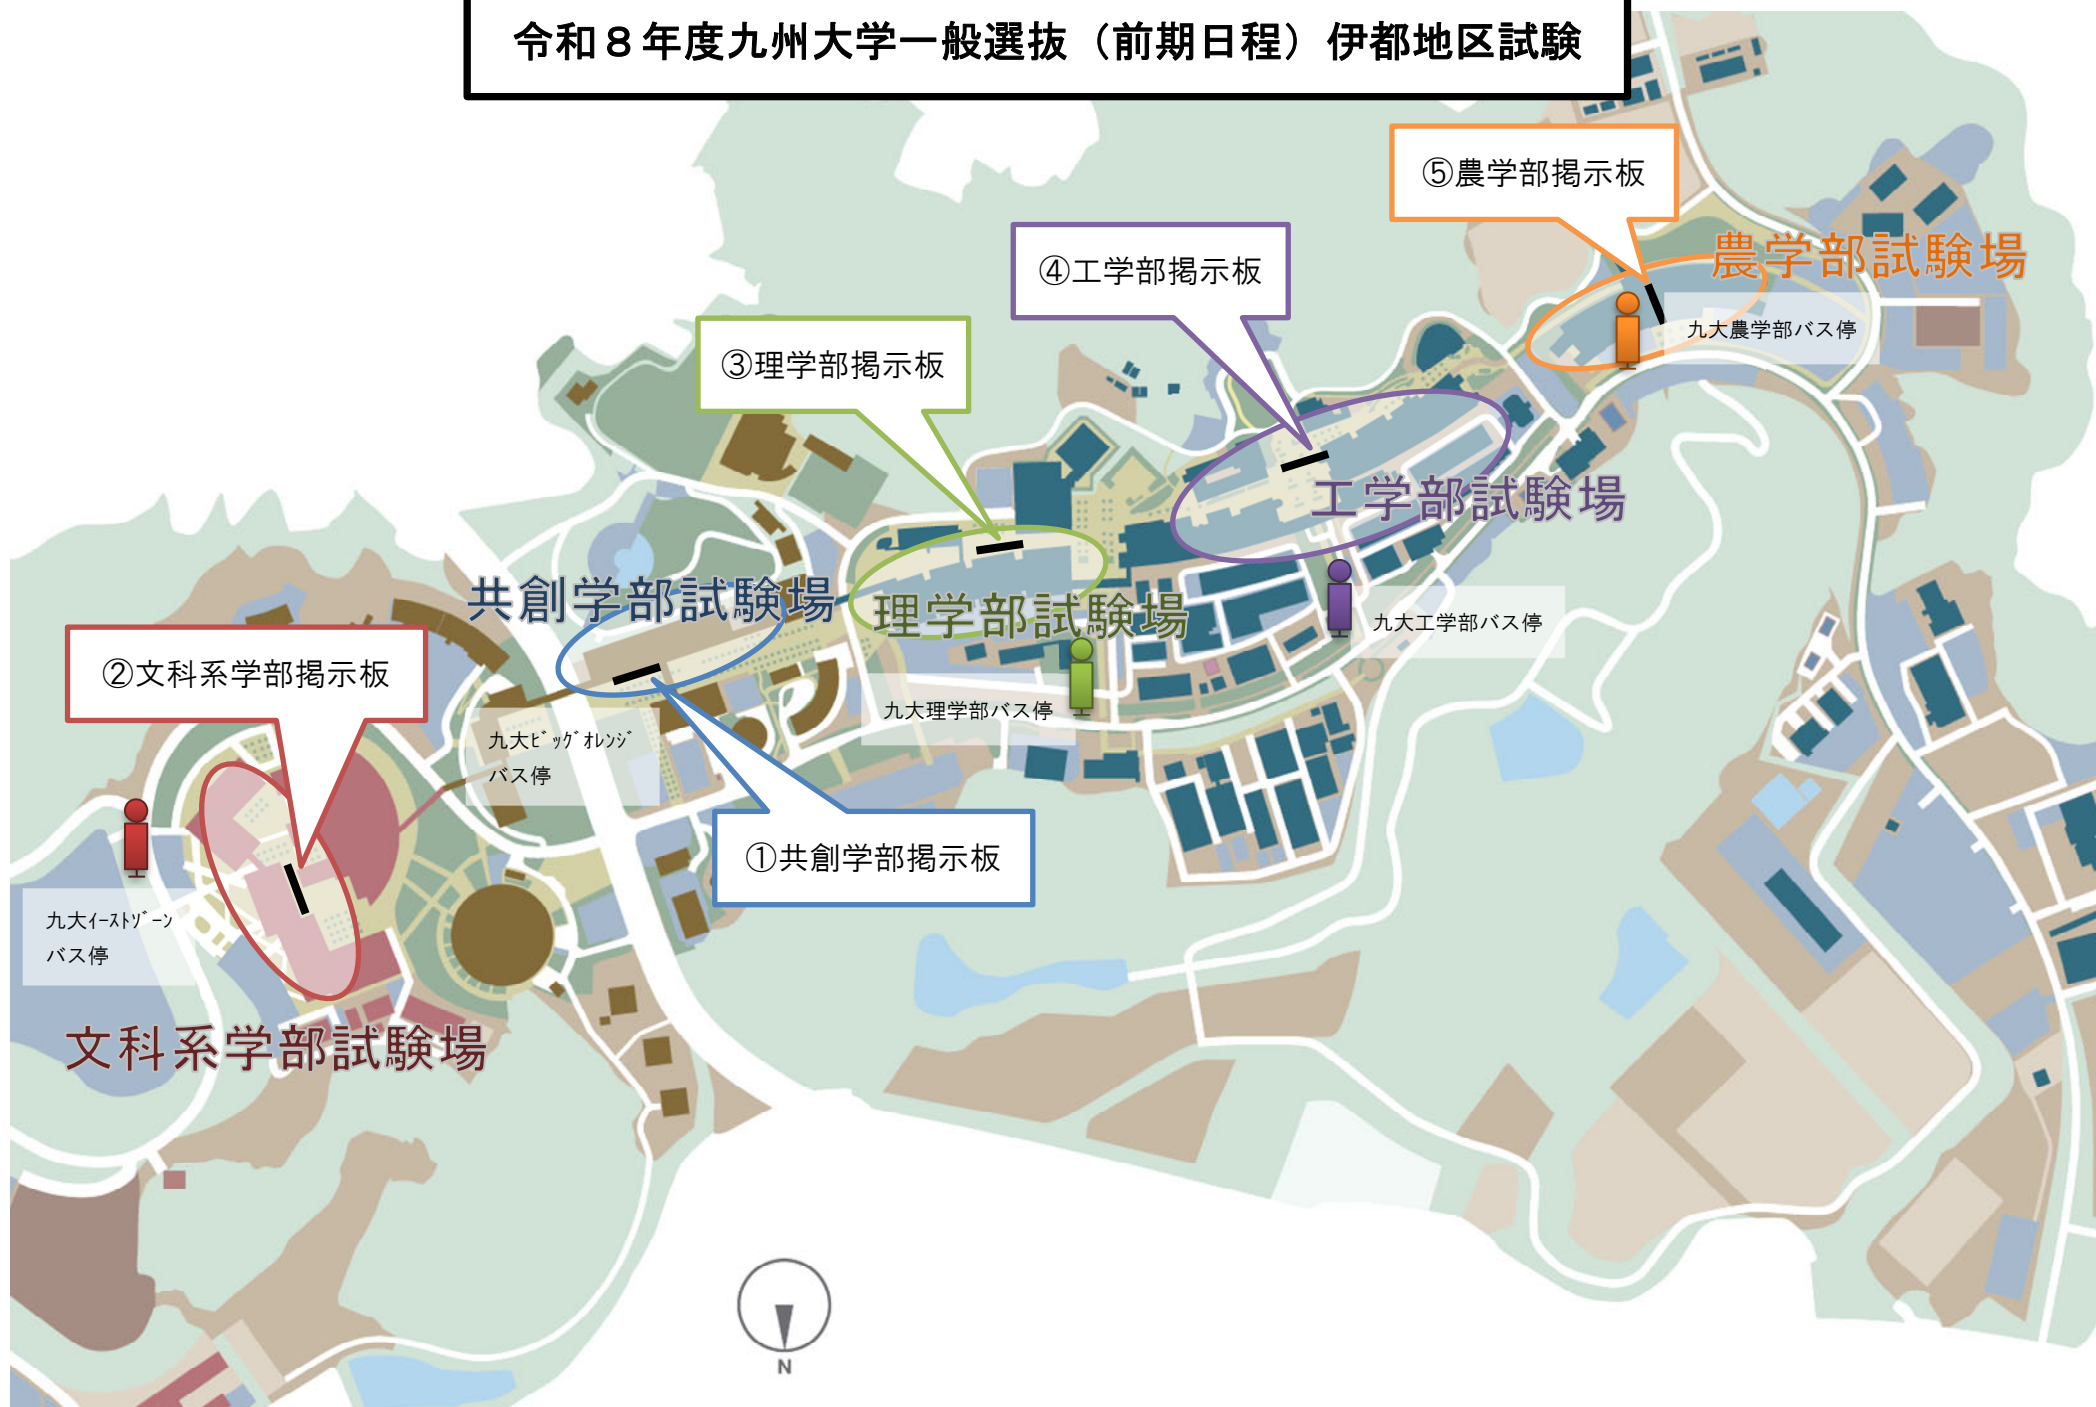 令和８年度九州大学一般選抜（前期日程）伊都地区試験
⑤農学部掲示板
農学部試験場
④工学部掲示板
九大農学部バス停
③理学部掲示板
工学部試験場
共創学部試験場
理学部試験場
九大工学部バス停
②文科系学部掲示板
九大理学部バス停
九大ﾋﾞｯｸﾞｵﾚﾝｼﾞ
バス停
①共創学部掲示板
九大ｲｰｽﾄｿﾞｰﾝ
バス停
文科系学部試験場
N